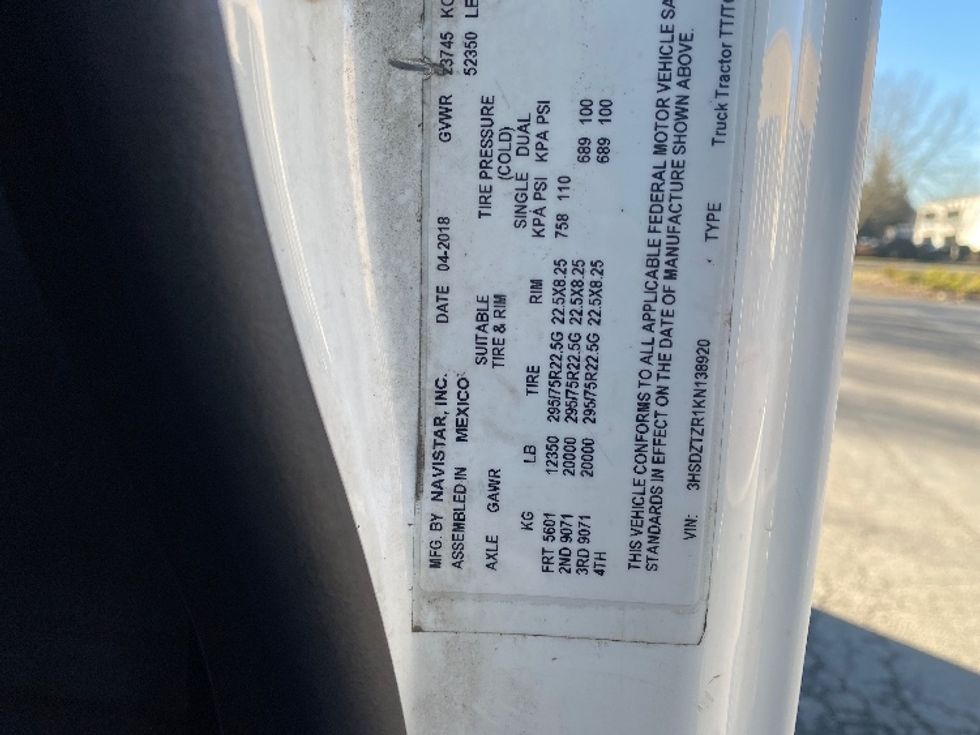 MFG. BY NAVISTAR, INC. DATE 04-2018 GVWR 23745 KG
ASSEMBLED IN MEXICO 52350
SUITABLE TIRE PRESSURE
AXLE GAWR TIRE & RIM (COLD)
SINGLE DUAL
KG LB TIRE RIM KPA PSI KPA PSI
FRT 5601 12350 295/75R22.5G 22.5X8.25 758 110
2ND 9071 20000 295/75R22.5G 22.5X8.25 689 100
3RD 9071 20000 295/75R22.5G 22.5X8.25 689 100
4TH
THIS VEHICLE CONFORMS TO ALL APPLICABLE FEDERAL MOTOR VEHICLE SA
STANDARDS IN EFFECT ON THE DATE OF MANUFACTURE SHOWN ABOVE.
VIN: 3HSDZTZR1KN138920 TYPE Truck Tractor TT/T